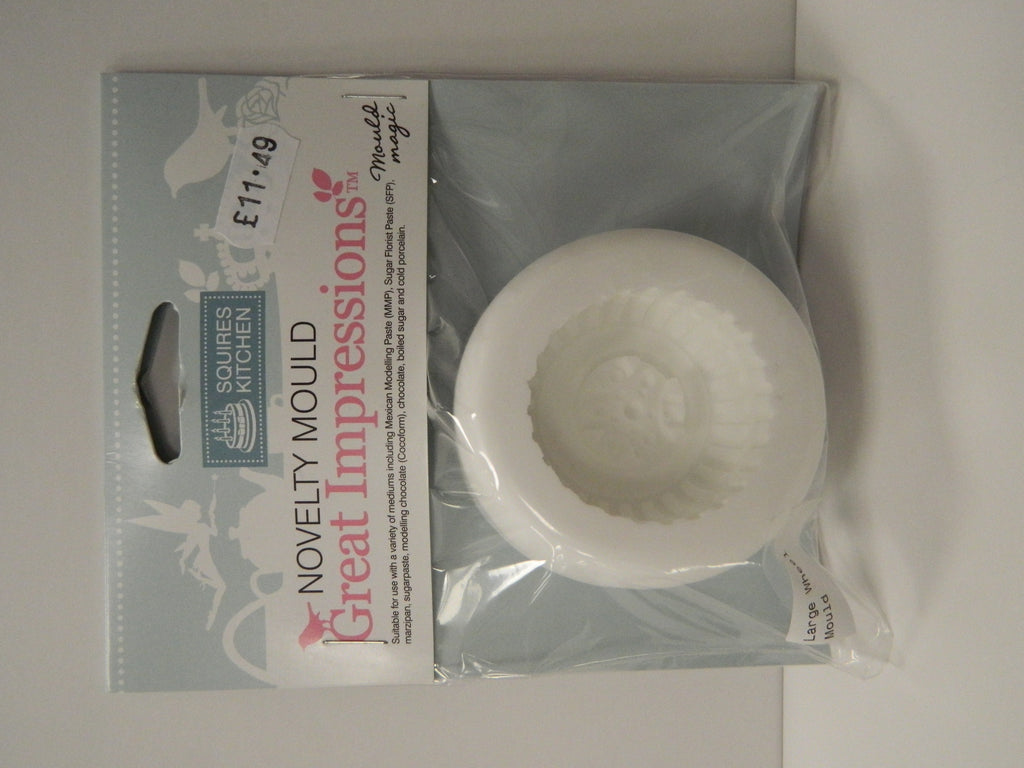 £11.49
SQUIRES
KITCHEN
NOVELTY MOULD
Great Impressions™
Mould
magic
Suitable for use with a variety of mediums including Mexican Modelling Paste (MMP), Sugar Florist Paste (SFP),
marzipan, sugarpaste, modelling chocolate (Cocoform), chocolate, boiled sugar and cold porcelain.
Large Wheel
Mould